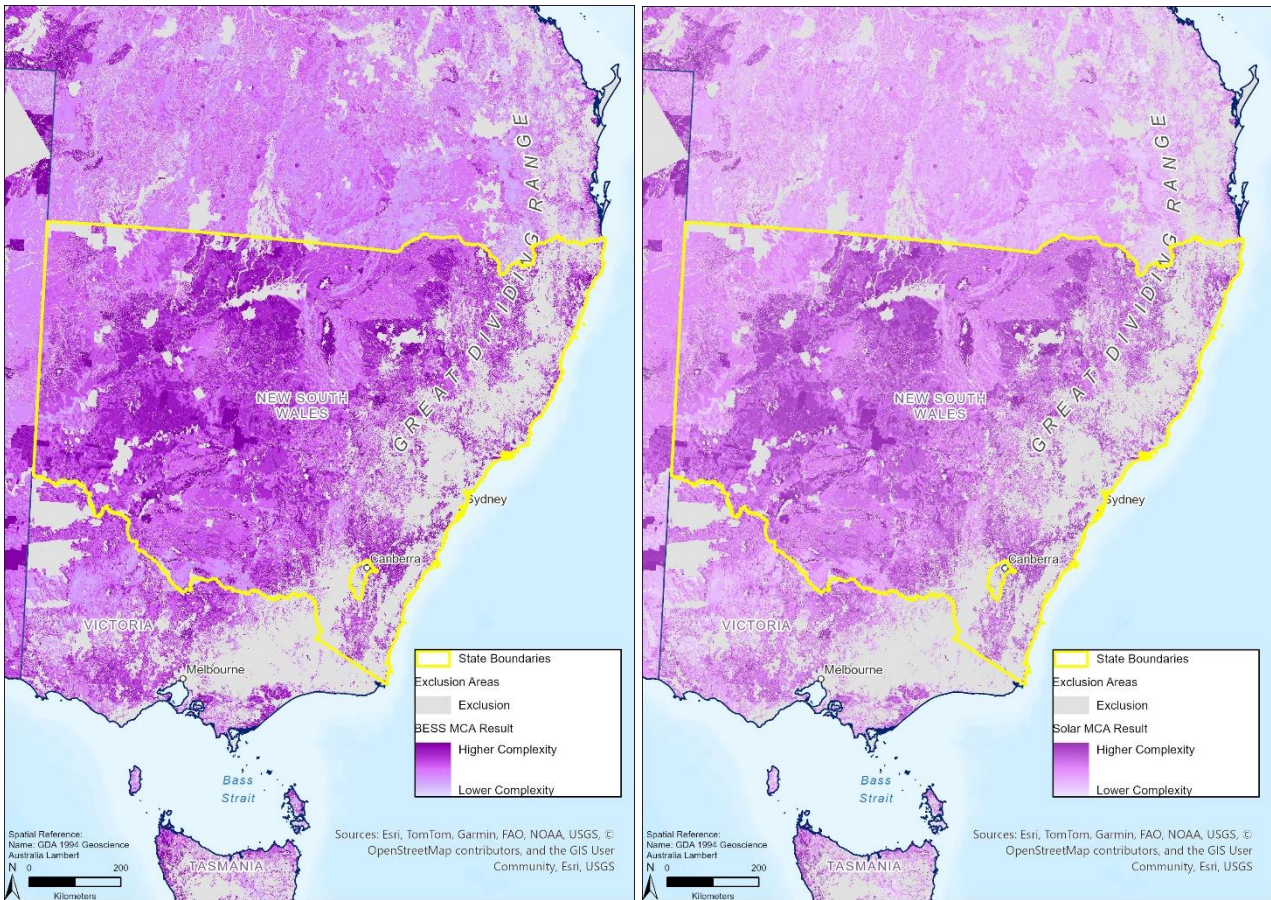 GREAT DIVIDING RANGE
NEW SOUTH
WALES
Sydney
Canberra
VICTORIA
Melbourne
State Boundaries
Exclusion Areas
Exclusion
BESS MCA Result
Higher Complexity
Lower Complexity
Bass
Strait
Spatial Reference:
Name: GDA 1994 Geoscience
Australia Lambert
N 0 200
Kilometers
TASMANIA
Sources: Esri, TomTom, Garmin, FAO, NOAA, USGS, ©
OpenStreetMap contributors, and the GIS User
Community, Esri, USGS
GREAT DIVIDING RANGE
NEW SOUTH
WALES
Sydney
Canberra
VICTORIA
Melbourne
State Boundaries
Exclusion Areas
Exclusion
Solar MCA Result
Higher Complexity
Lower Complexity
Bass
Strait
Spatial Reference:
Name: GDA 1994 Geoscience
Australia Lambert
N 0 200
Kilometers
TASMANIA
Sources: Esri, TomTom, Garmin, FAO, NOAA, USGS, ©
OpenStreetMap contributors, and the GIS User
Community, Esri, USGS